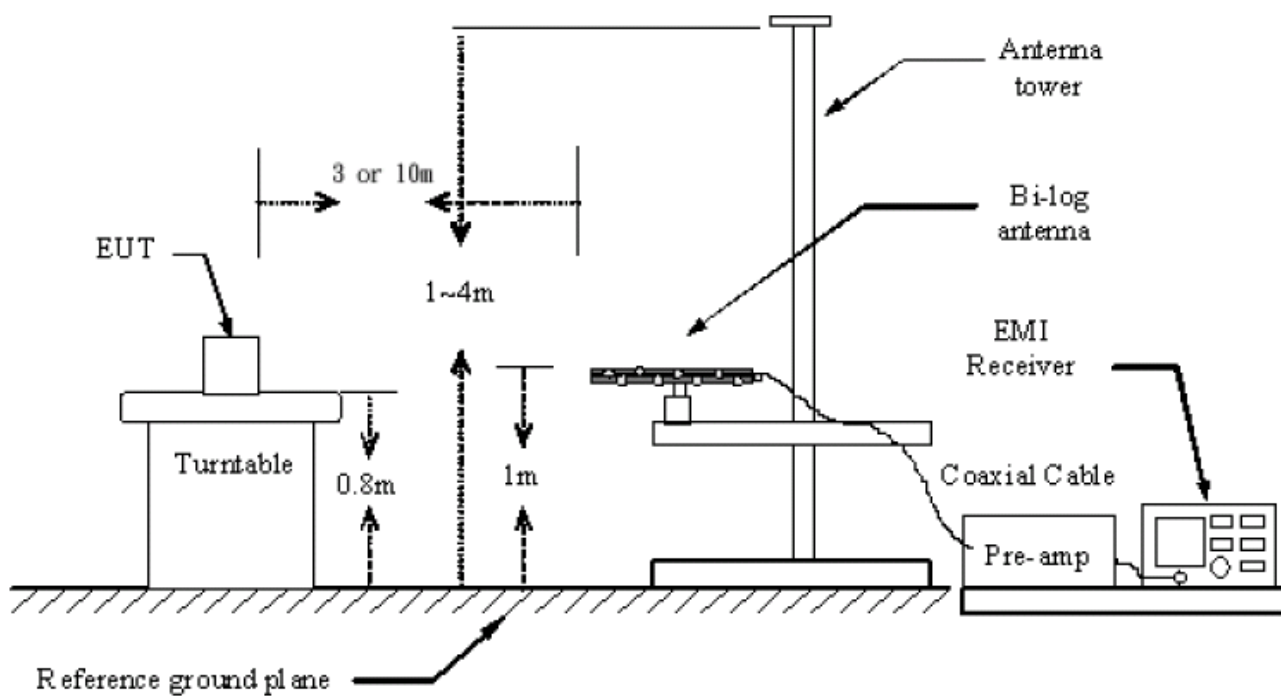 Antenna
tower
3 or 10m
Bi-log
antenna
EUT
1~4m
EMI
Receiver
Turntable
0.8m
1m
Coaxial Cable
Pre-amp
Reference ground plane